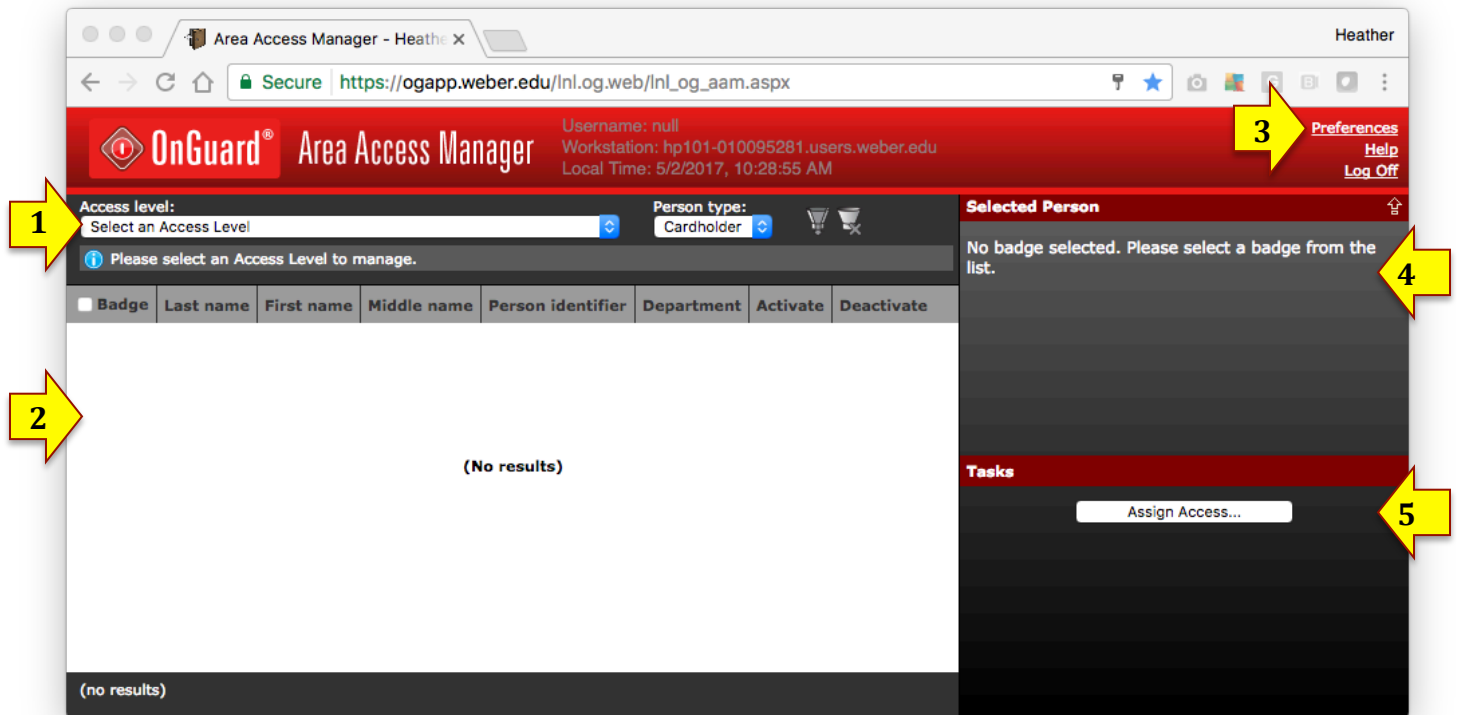 Area Access Manager - Heathe
Heather
Secure https://ogapp.weber.edu/lnl.og.web/lnl_og_aam.aspx
OnGuard® Area Access Manager
Username: null
Workstation: hp101-010095281.users.weber.edu
Local Time: 5/2/2017, 10:28:55 AM
3
Preferences
Help
Log Off
1
Access level:
Select an Access Level
Person type:
Cardholder
Please select an Access Level to manage.
Selected Person
No badge selected. Please select a badge from the
list.
4
Badge Last name First name Middle name Person identifier Department Activate Deactivate
2
(No results)
Tasks
Assign Access...
5
(no results)